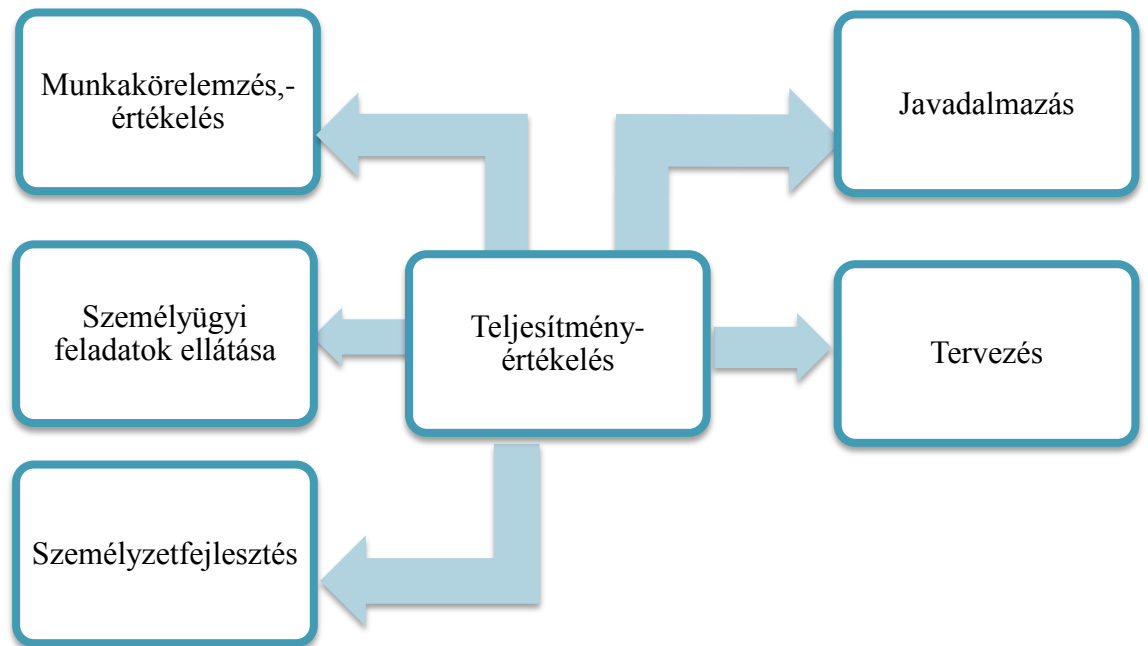 Munkakörelemzés,-
értékelés
Javadalmazás
Személyügyi
feladatok ellátása
Teljesítmény-
értékelés
Tervezés
Személyzetfejlesztés